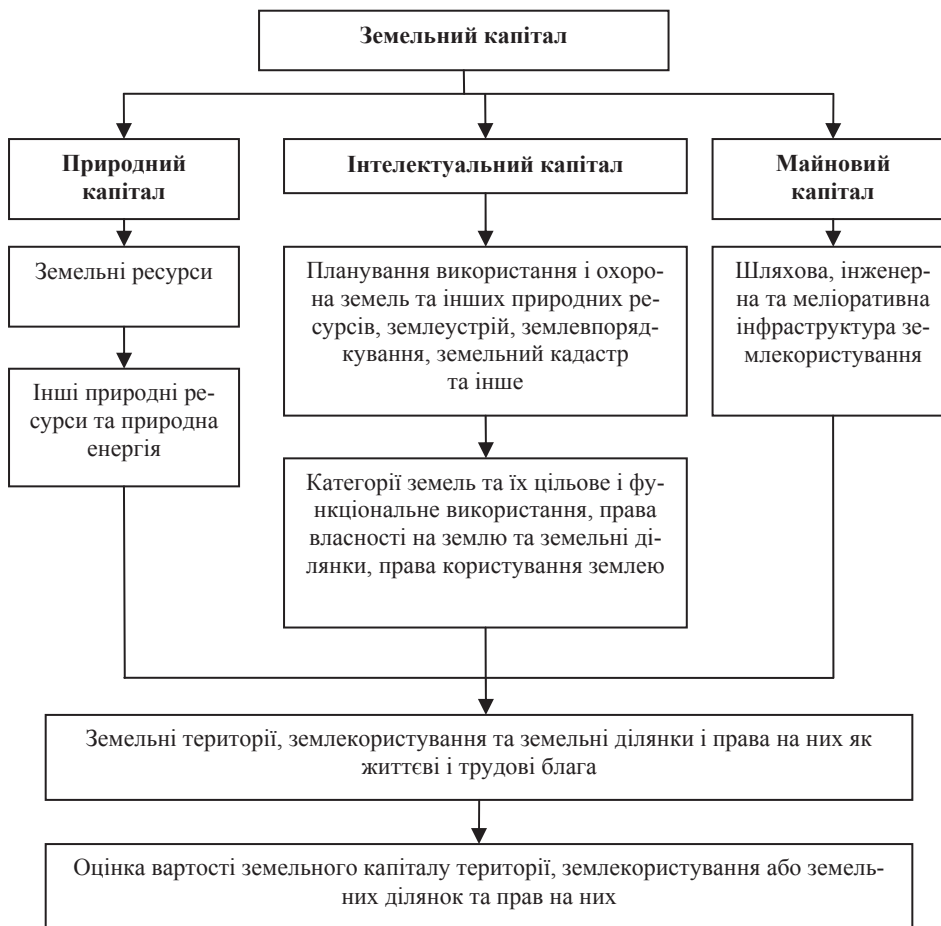 Земельний капітал
Природний
капітал
Інтелектуальний капітал
Майновий
капітал
Земельні ресурси
Планування використання і охоро-
на земель та інших природних ре-
сурсів, землеустрій, землевпоряд-
кування, земельний кадастр
та інше
Шляхова, інженер-
на та меліоративна
інфраструктура зе-
млекористування
Інші природні ре-
сурси та природна
енергія
Категорії земель та їх цільове і фу-
нкціональне використання, права
власності на землю та земельні ді-
лянки, права користування землею
Земельні території, землекористування та земельні ділянки і права на них як
життєві і трудові блага
Оцінка вартості земельного капіталу території, землекористування або земель-
них ділянок та прав на них